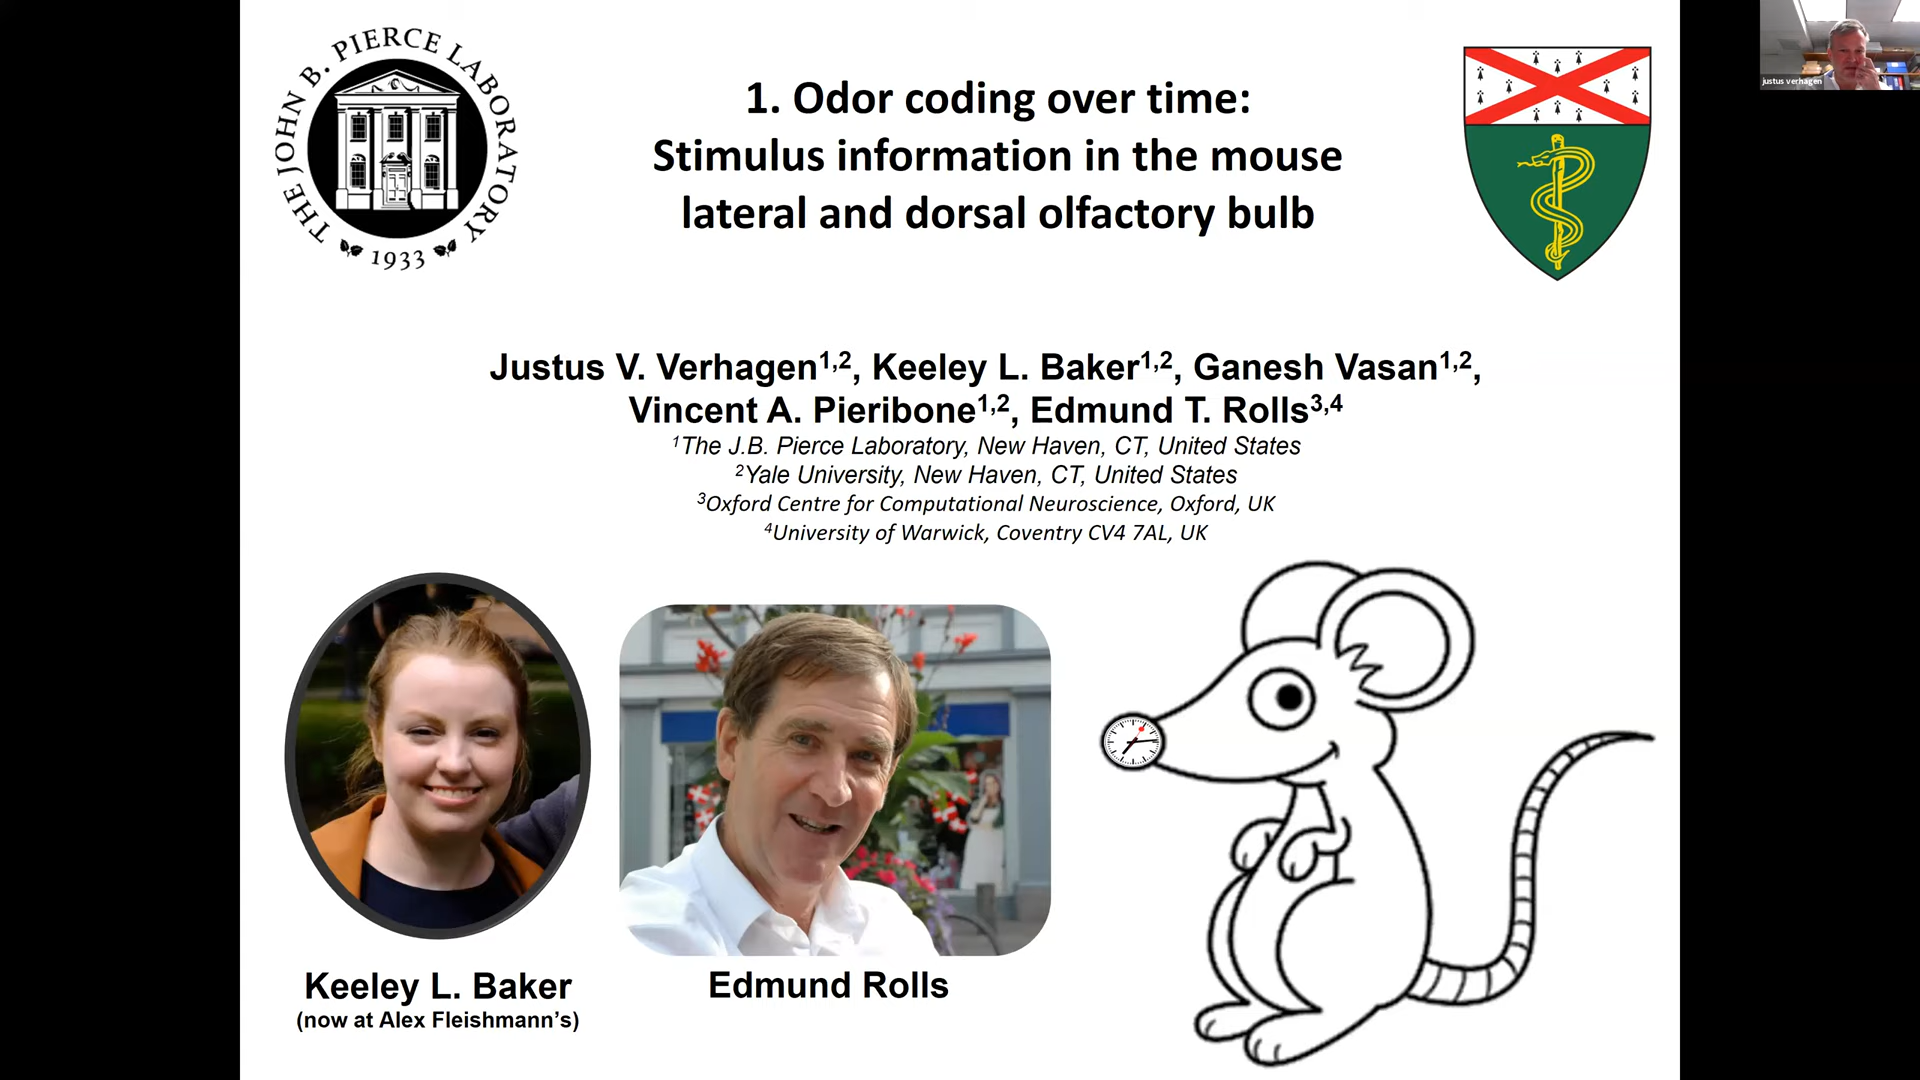 THE JOHN B. PIERCE LABORATORY
1933
1. Odor coding over time:
Stimulus information in the mouse
lateral and dorsal olfactory bulb
justus verhagen
Justus V. Verhagen1,2, Keeley L. Baker1,2, Ganesh Vasan1,2,
Vincent A. Pieribone1,2, Edmund T. Rolls3,4
1The J.B. Pierce Laboratory, New Haven, CT, United States
2Yale University, New Haven, CT, United States
3Oxford Centre for Computational Neuroscience, Oxford, UK
4University of Warwick, Coventry CV4 7AL, UK
Keeley L. Baker
(now at Alex Fleishmann’s)
Edmund Rolls